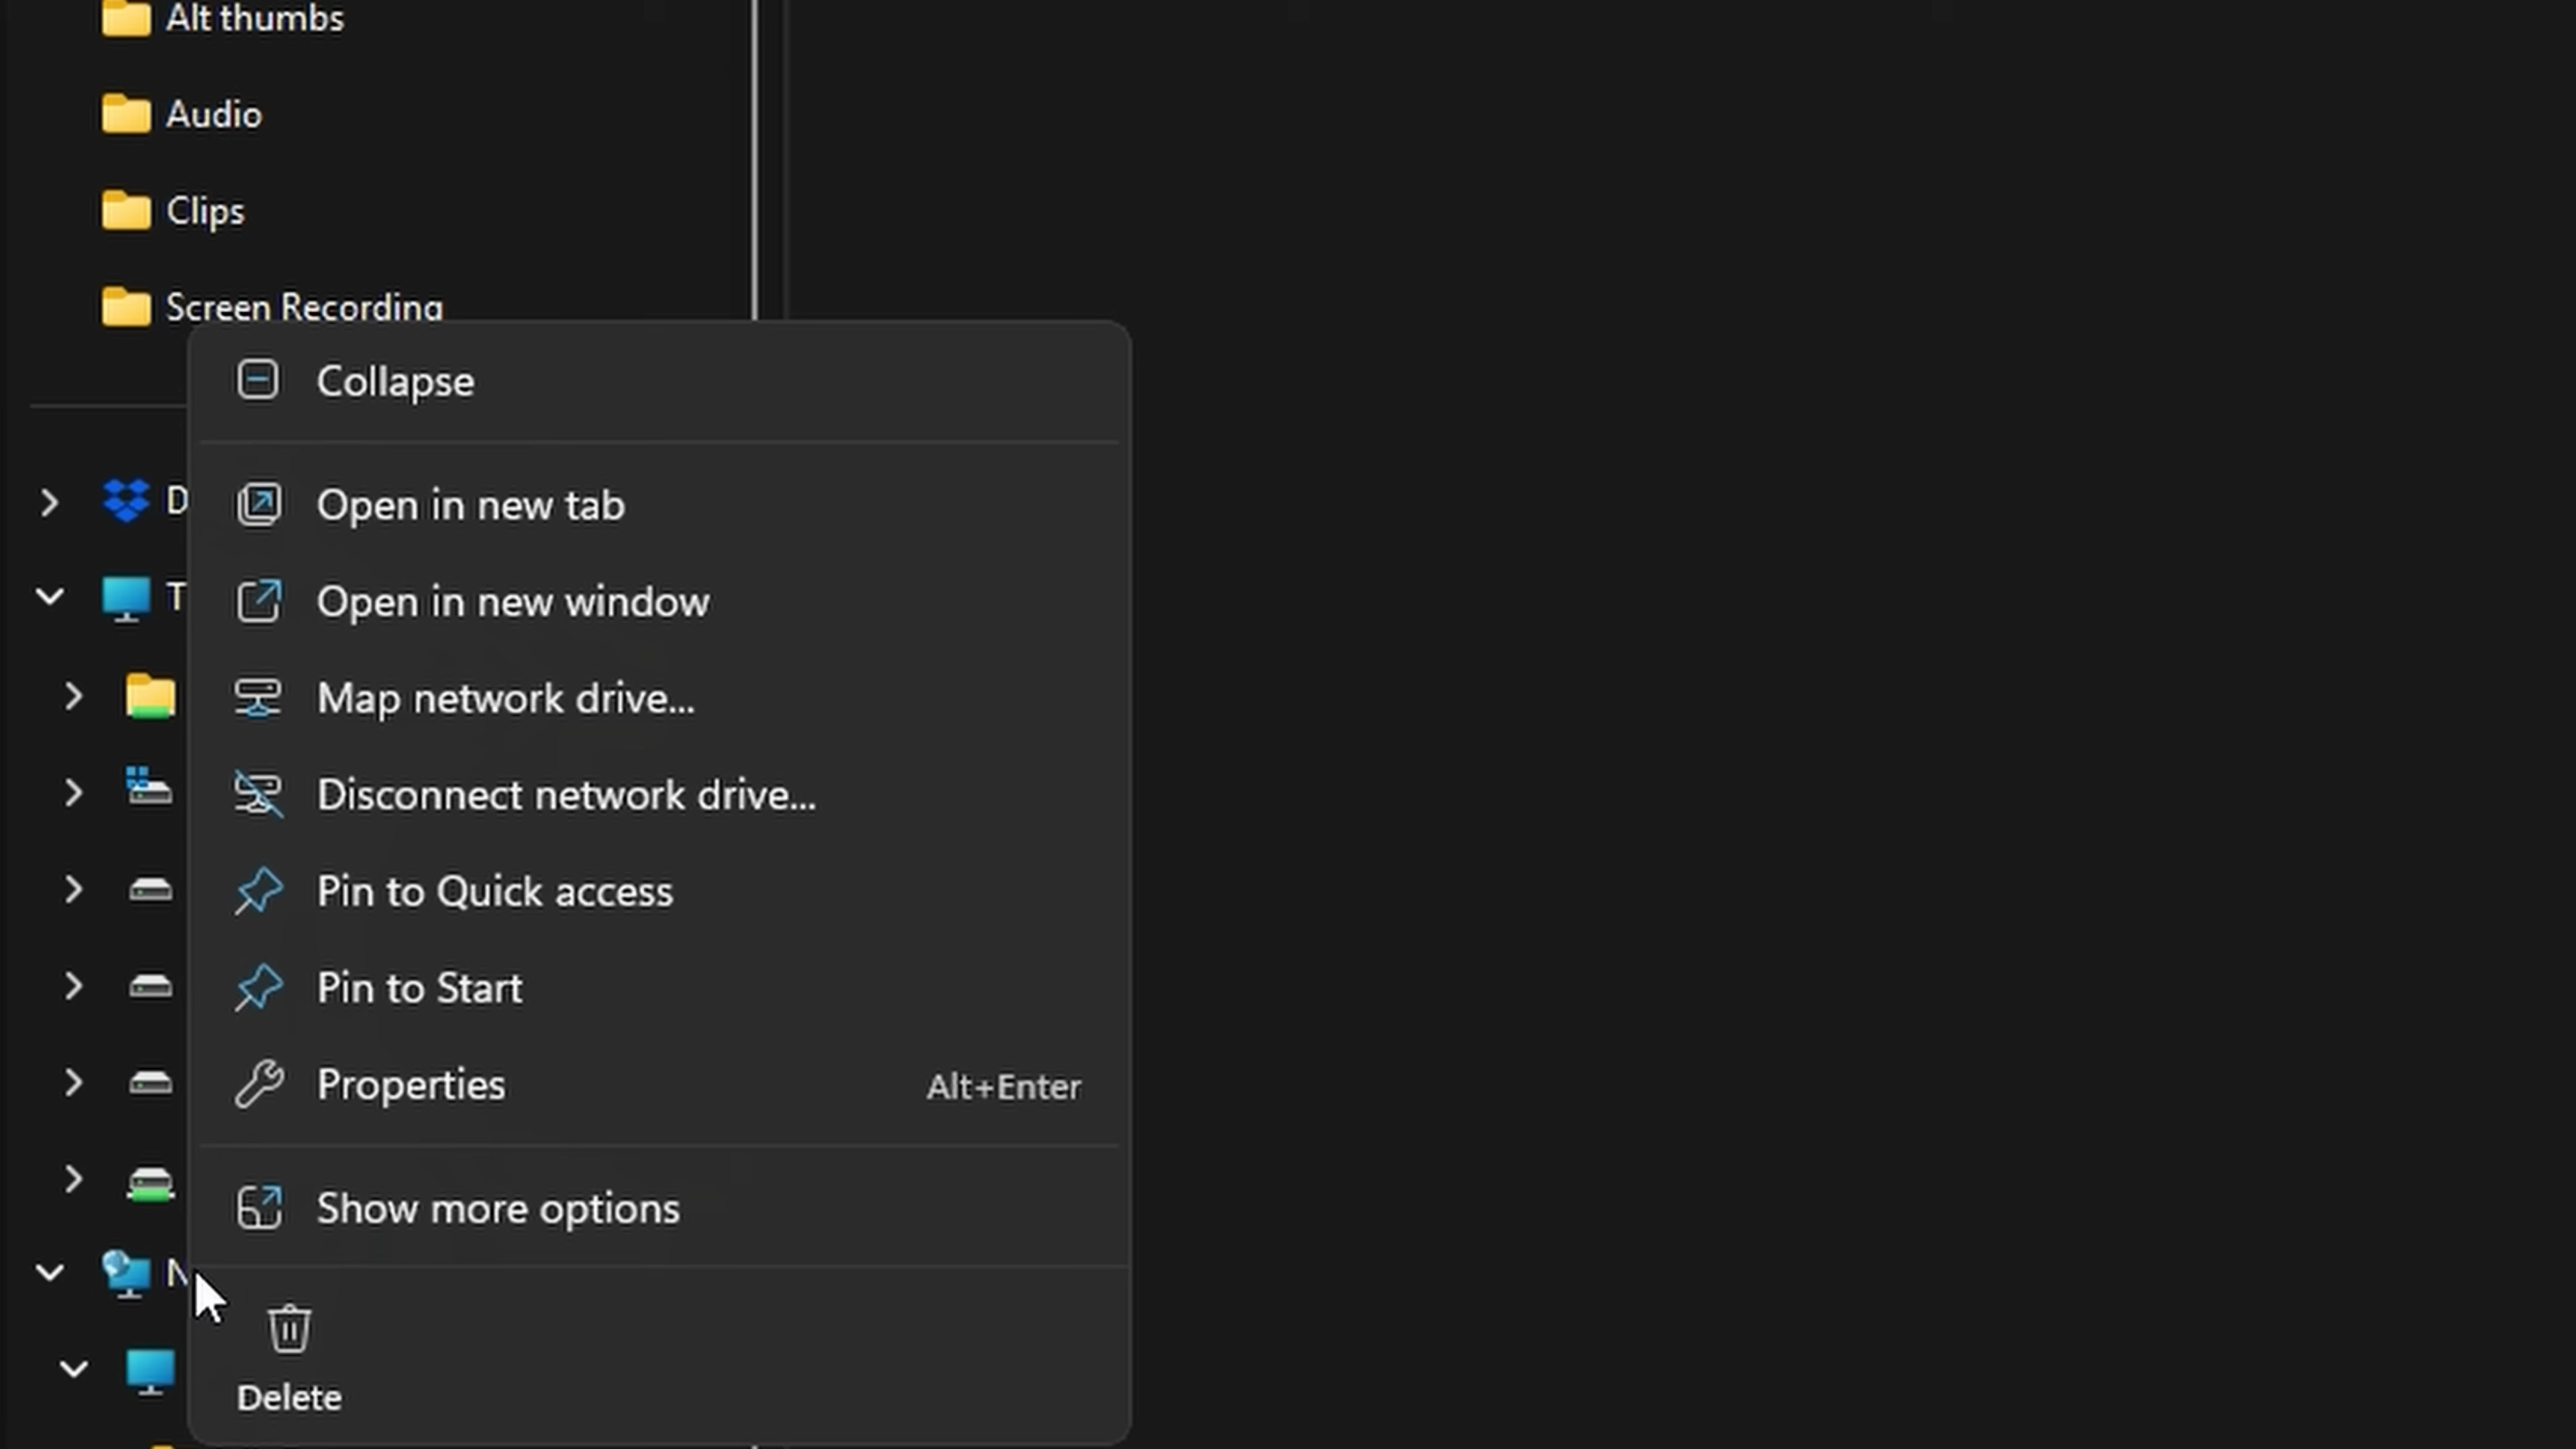 Alt thumbs
Audio
Clips
Screen Recording
Collapse
Open in new tab
Open in new window
Map network drive...
Disconnect network drive...
Pin to Quick access
Pin to Start
Properties Alt+Enter
Show more options
Delete